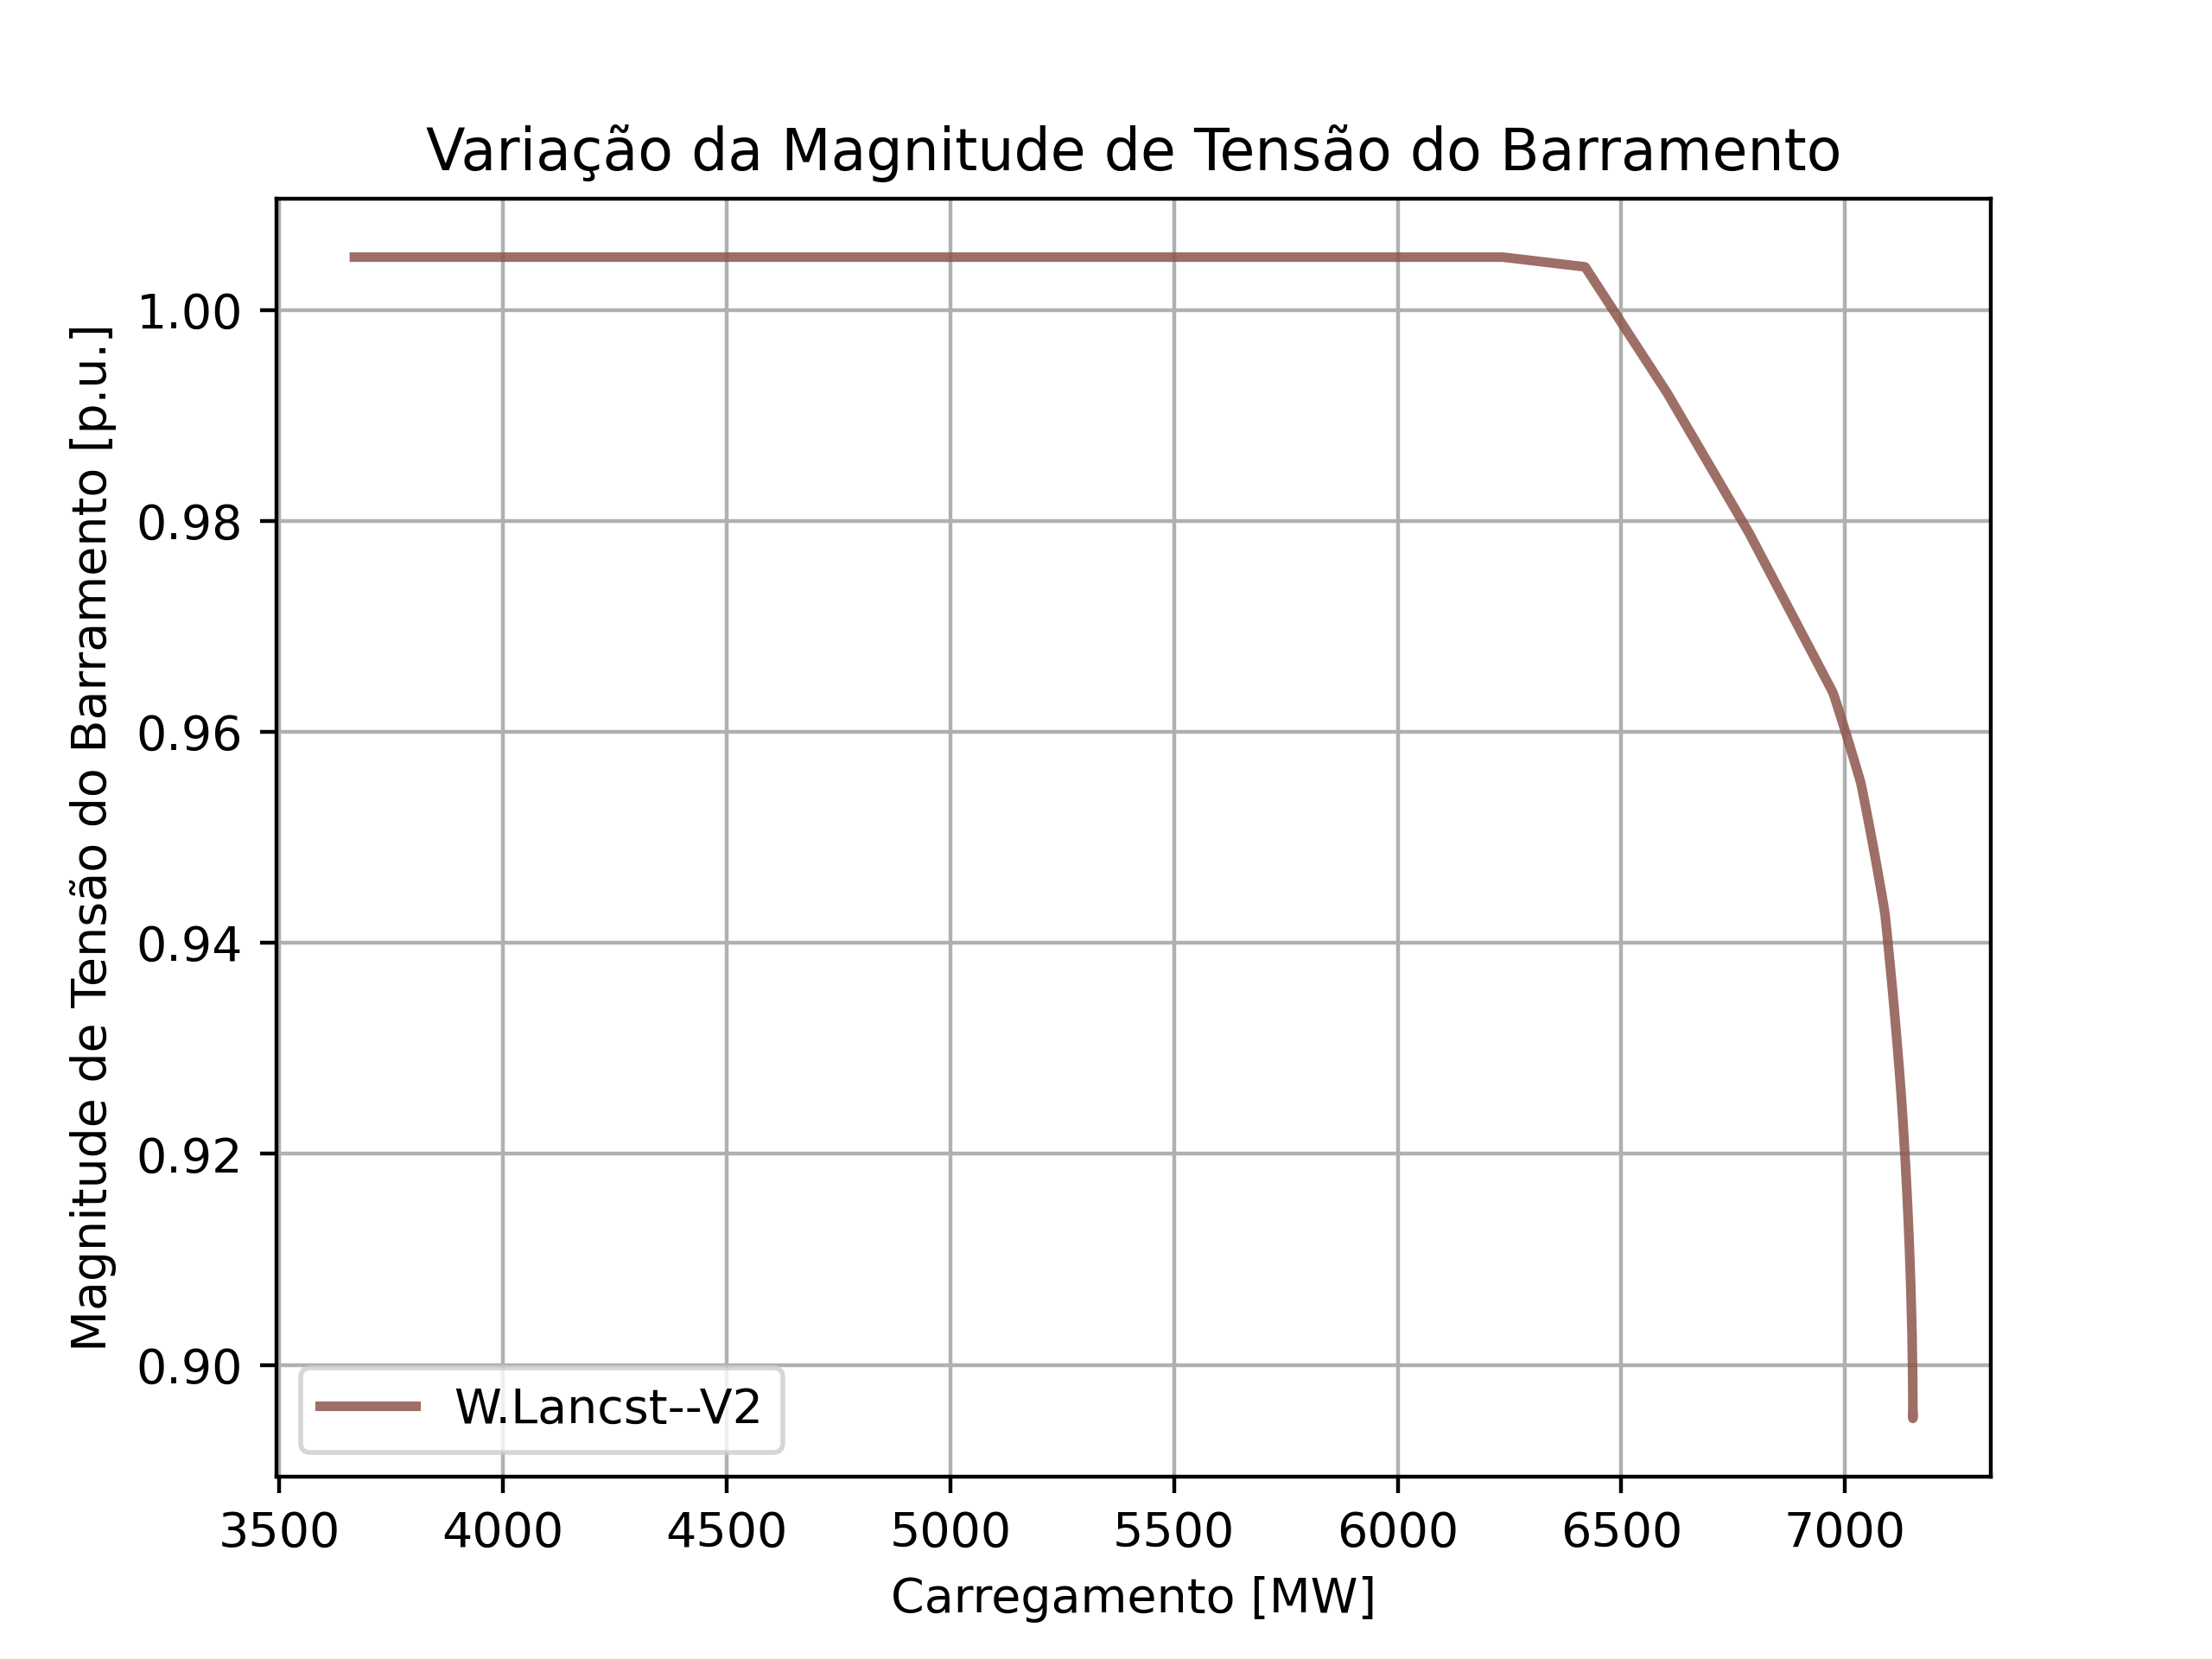 Variação da Magnitude de Tensão do Barramento
Magnitude de Tensão do Barramento [p.u.]
1.00
0.98
0.96
0.94
0.92
0.90
W.Lancst--V2
3500 4000 4500 5000 5500 6000 6500 7000
Carregamento [MW]